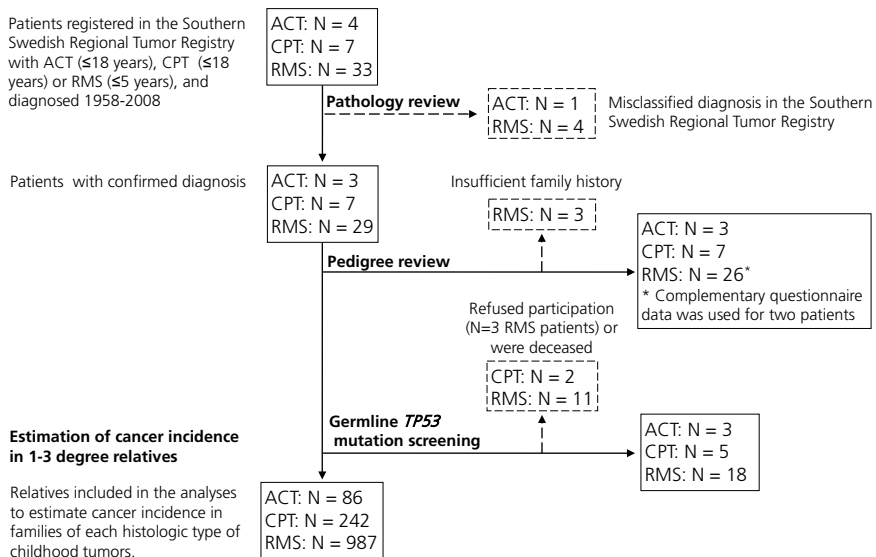 Patients registered in the Southern
Swedish Regional Tumor Registry
with ACT (≤18 years), CPT (≤18
years) or RMS (≤5 years), and
diagnosed 1958-2008
ACT: N = 4
CPT: N = 7
RMS: N = 33
Pathology review
ACT: N = 1
RMS: N = 4
Misclassified diagnosis in the Southern
Swedish Regional Tumor Registry
Patients with confirmed diagnosis
ACT: N = 3
CPT: N = 7
RMS: N = 29
Insufficient family history
RMS: N = 3
Pedigree review
ACT: N = 3
CPT: N = 7
RMS: N = 26*
* Complementary questionnaire
data was used for two patients
Refused participation
(N=3 RMS patients) or
were deceased
CPT: N = 2
RMS: N = 11
Germline TP53
mutation screening
ACT: N = 3
CPT: N = 5
RMS: N = 18
Estimation of cancer incidence
in 1-3 degree relatives
Relatives included in the analyses
to estimate cancer incidence in
families of each histologic type of
childhood tumors.
ACT: N = 86
CPT: N = 242
RMS: N = 987